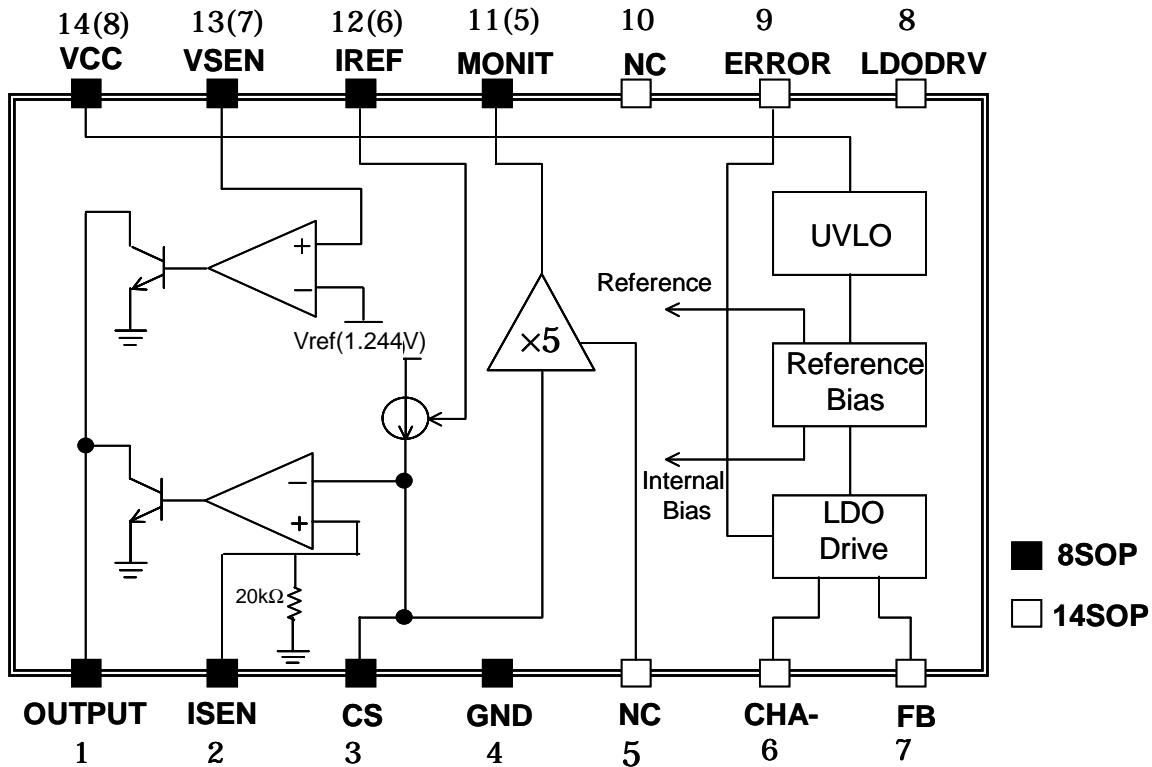 14(8) 13(7) 12(6) 11(5) 10 9 8
VCC VSEN IREF MONIT NC ERROR LDODRV
UVLO
+
−
Reference
Vref(1.244V)
×5
Reference
Bias
−
+
Internal
Bias
LDO
Drive
20kΩ
8SOP
14SOP
OUTPUT ISEN CS GND NC CHA- FB
1 2 3 4 5 6 7